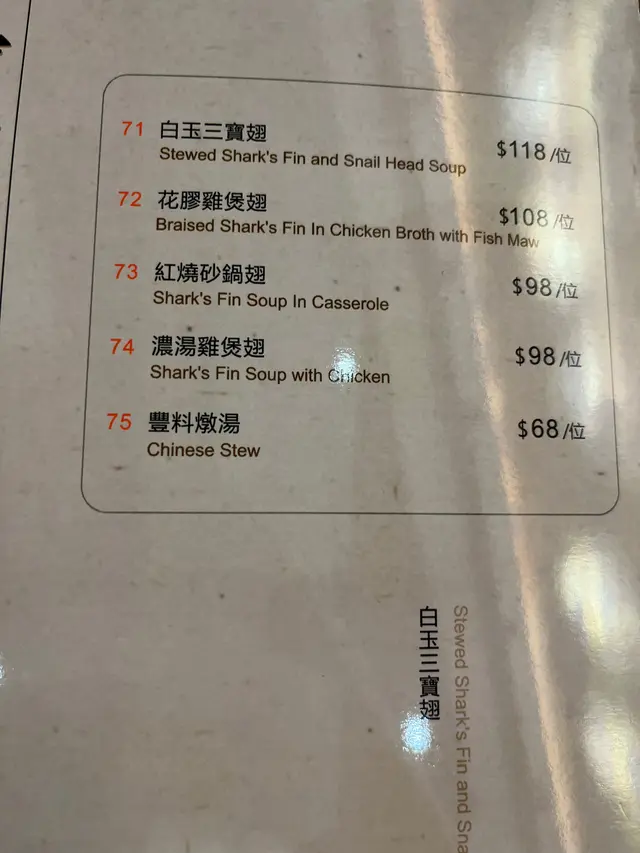 71 白玉三寶翅 $118/位
Stewed Shark's Fin and Snail Head Soup
72 花膠雞煲翅 $108/位
Braised Shark's Fin In Chicken Broth with Fish Maw
73 紅燒砂鍋翅 $98/位
Shark's Fin Soup In Casserole
74 濃湯雞煲翅 $98/位
Shark's Fin Soup with Chicken
75 豐料燉湯 $68/位
Chinese Stew
白玉三寶翅
Stewed Shark's Fin and